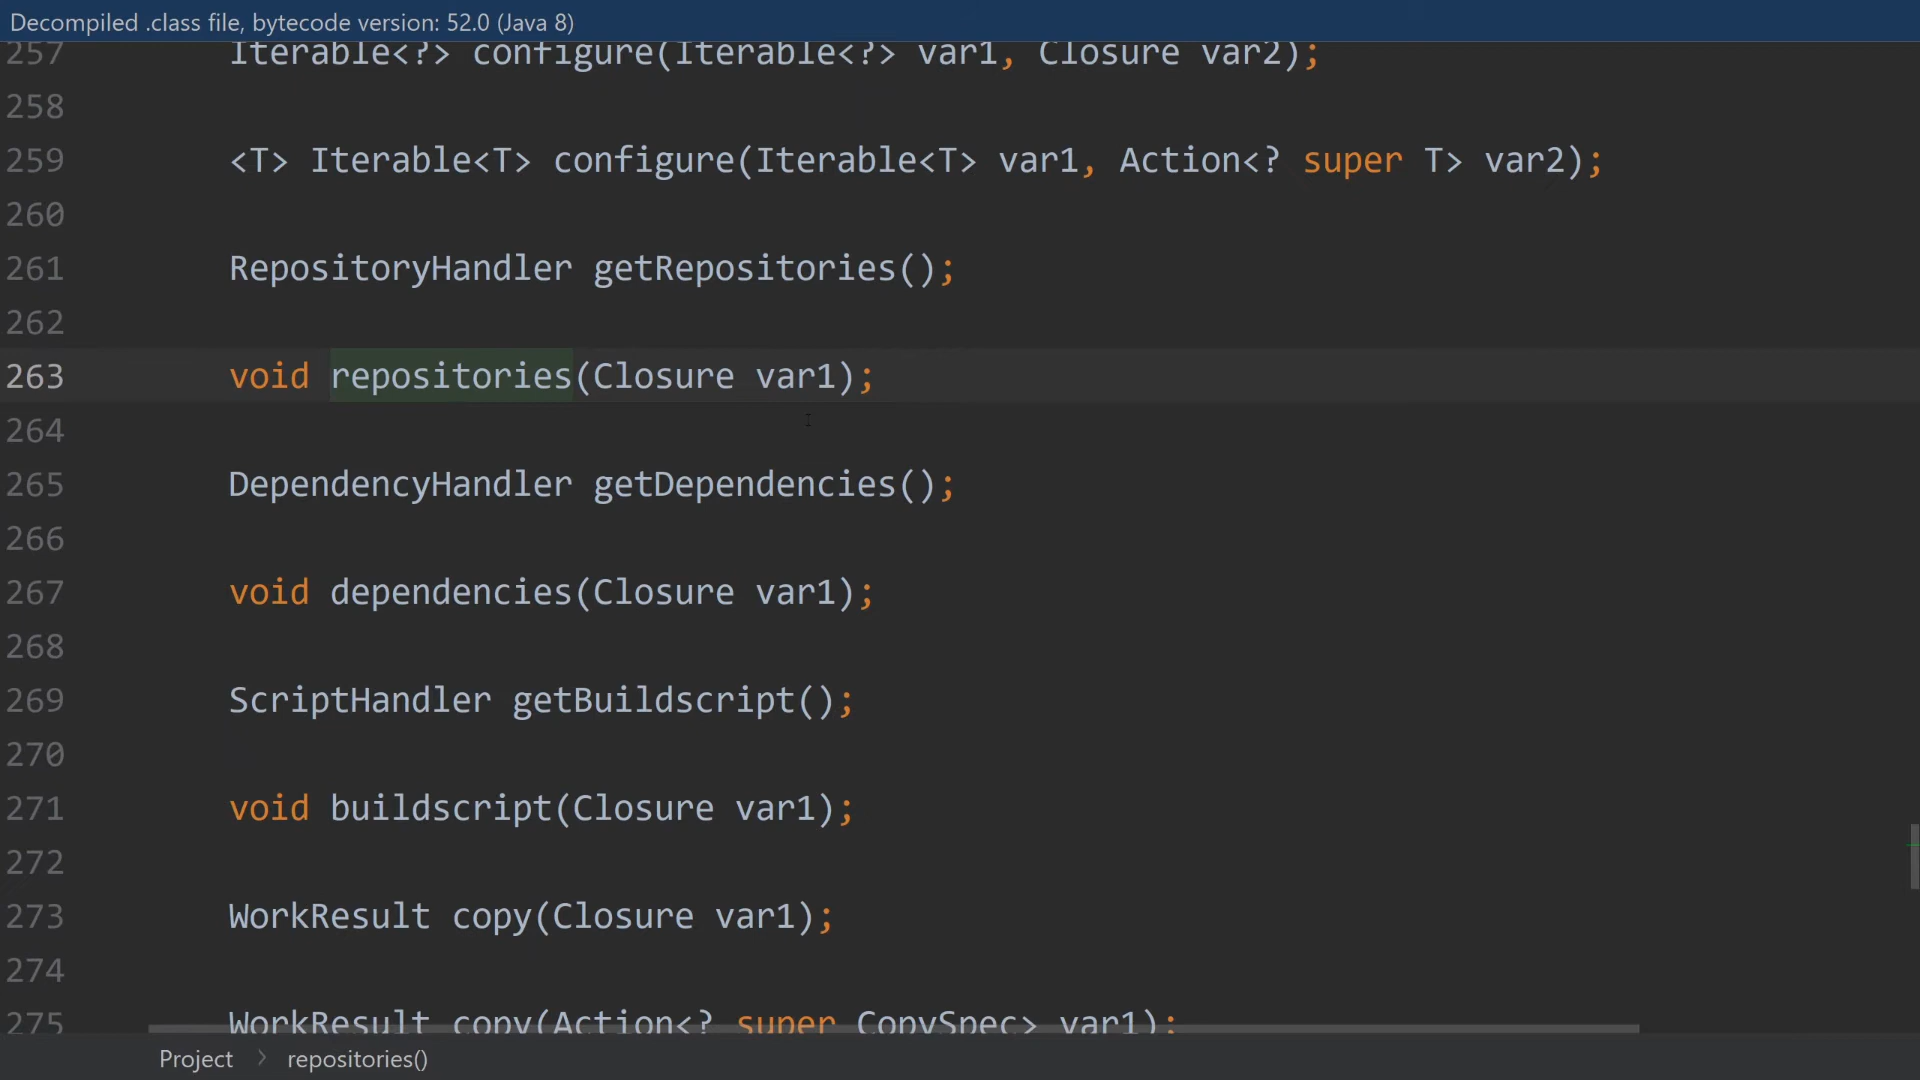 Decompiled .class file, bytecode version: 52.0 (Java 8)
257 Iterable<?> configure(Iterable<?> var1, Closure var2);
258
259 <T> Iterable<T> configure(Iterable<T> var1, Action<? super T> var2);
260
261 RepositoryHandler getRepositories();
262
263 void repositories(Closure var1);
264
265 DependencyHandler getDependencies();
266
267 void dependencies(Closure var1);
268
269 ScriptHandler getBuildscript();
270
271 void buildscript(Closure var1);
272
273 WorkResult copy(Closure var1);
274
275 WorkResult copy(Action<? super CopySpec> var1);
Project > repositories()